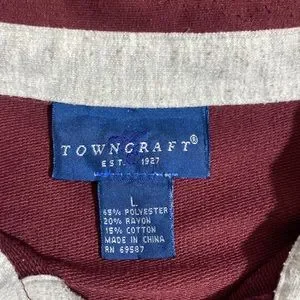 TOWNCRAFT®
EST. 1927
L
65% POLYESTER
20% RAYON
15% COTTON
MADE IN CHINA
RN 69587